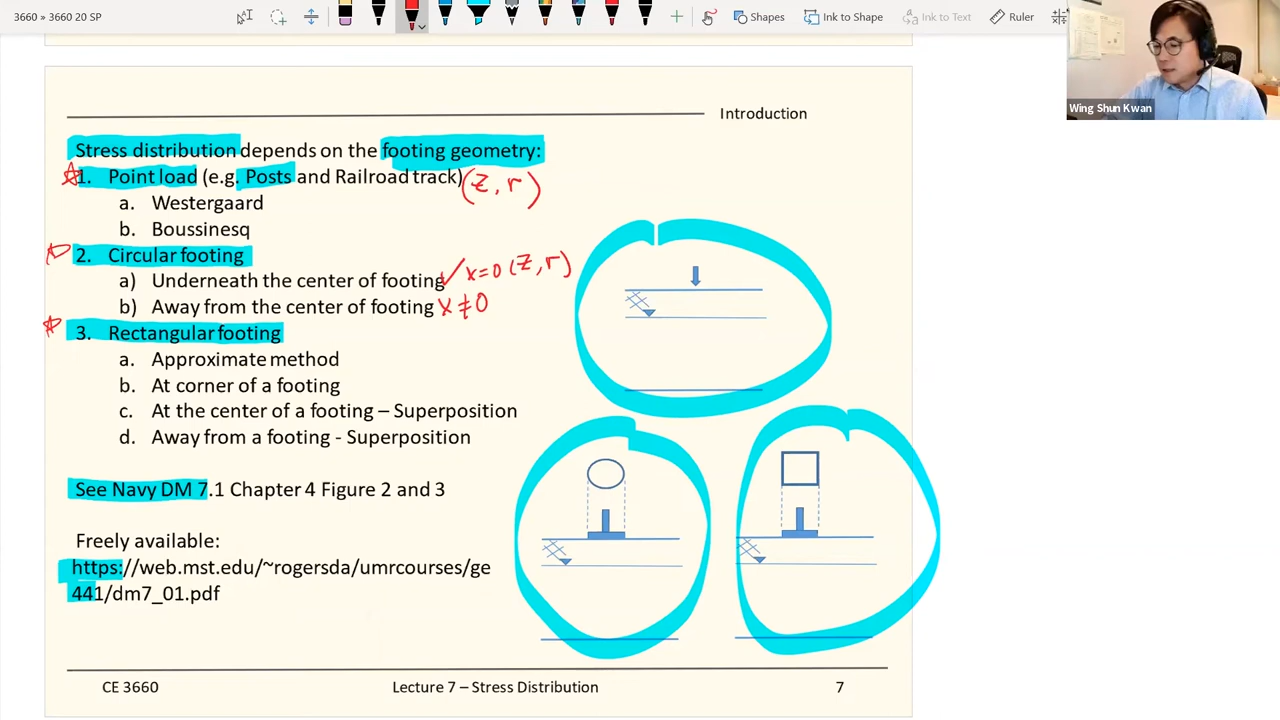 3660 » 3660 20 SP
Shapes
Ink to Shape
Ink to Text
Ruler
Wing Shun Kwan
Introduction
Stress distribution depends on the footing geometry:
1. Point load (e.g. Posts and Railroad track) (z, r)
a. Westergaard
b. Boussinesq
2. Circular footing
a) Underneath the center of footing ✓ x=0 (z, r)
b) Away from the center of footing x ≠ 0
3. Rectangular footing
a. Approximate method
b. At corner of a footing
c. At the center of a footing – Superposition
d. Away from a footing - Superposition
See Navy DM 7.1 Chapter 4 Figure 2 and 3
Freely available:
https://web.mst.edu/~rogersda/umrcourses/ge
441/dm7_01.pdf
CE 3660
Lecture 7 – Stress Distribution
7